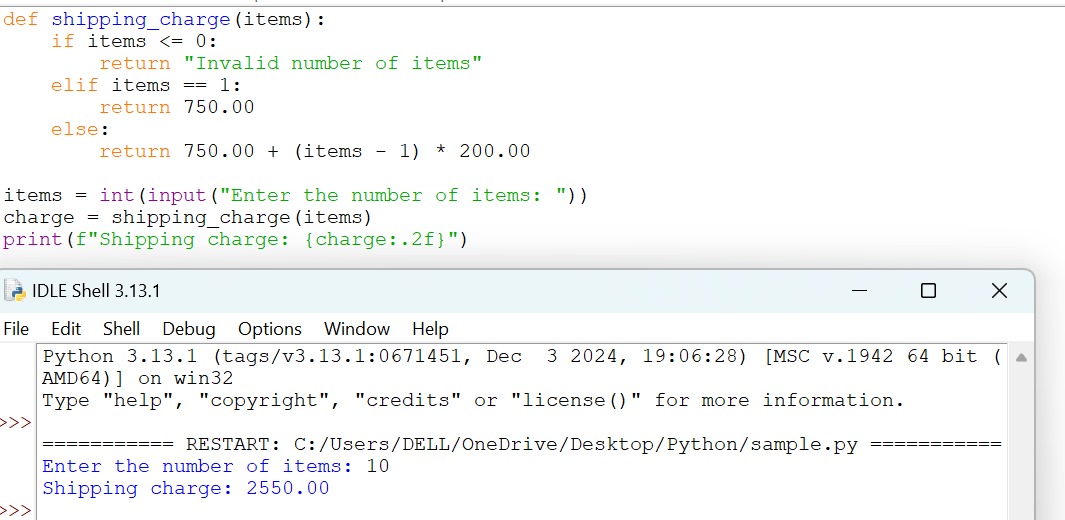 def shipping_charge(items):
    if items <= 0:
        return "Invalid number of items"
    elif items == 1:
        return 750.00
    else:
        return 750.00 + (items - 1) * 200.00

items = int(input("Enter the number of items: "))
charge = shipping_charge(items)
print(f"Shipping charge: {charge:.2f}")
IDLE Shell 3.13.1
File Edit Shell Debug Options Window Help
Python 3.13.1 (tags/v3.13.1:0671451, Dec  3 2024, 19:06:28) [MSC v.1942 64 bit (
AMD64)] on win32
Type "help", "copyright", "credits" or "license()" for more information.
>>>
=========== RESTART: C:/Users/DELL/OneDrive/Desktop/Python/sample.py ===========
Enter the number of items: 10
Shipping charge: 2550.00
>>>